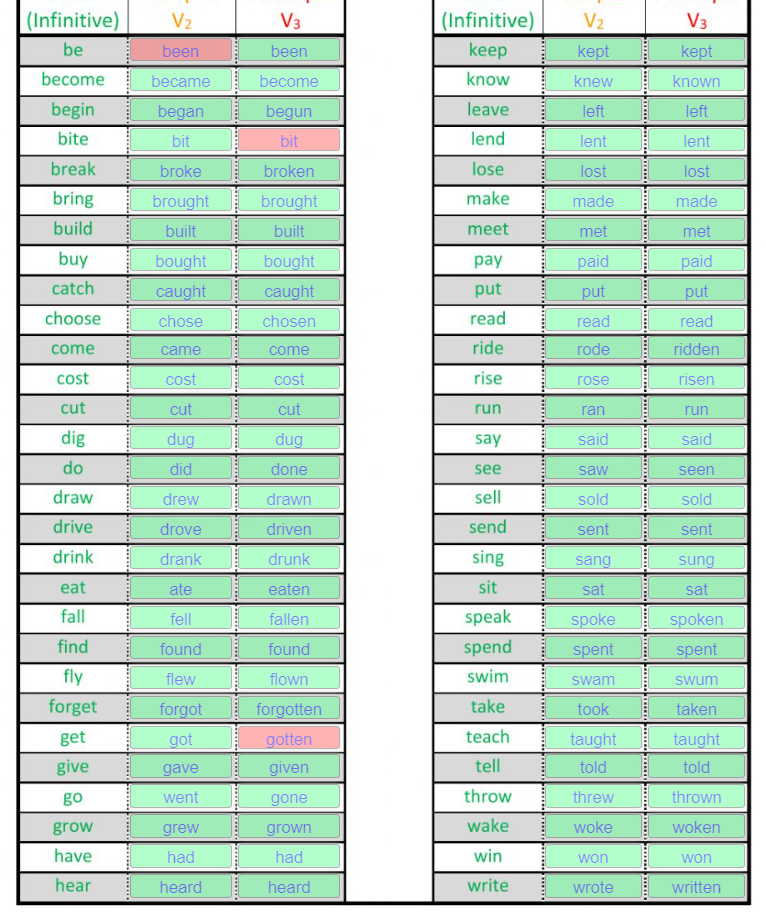 (Infinitive) V2 V3
be been been
become became become
begin began begun
bite bit bit
break broke broken
bring brought brought
build built built
buy bought bought
catch caught caught
choose chose chosen
come came come
cost cost cost
cut cut cut
dig dug dug
do did done
draw drew drawn
drive drove driven
drink drank drunk
eat ate eaten
fall fell fallen
find found found
fly flew flown
forget forgot forgotten
get got gotten
give gave given
go went gone
grow grew grown
have had had
hear heard heard
(Infinitive) V2 V3
keep kept kept
know knew known
leave left left
lend lent lent
lose lost lost
make made made
meet met met
pay paid paid
put put put
read read read
ride rode ridden
rise rose risen
run ran run
say said said
see saw seen
sell sold sold
send sent sent
sing sang sung
sit sat sat
speak spoke spoken
spend spent spent
swim swam swum
take took taken
teach taught taught
tell told told
throw threw thrown
wake woke woken
win won won
write wrote written